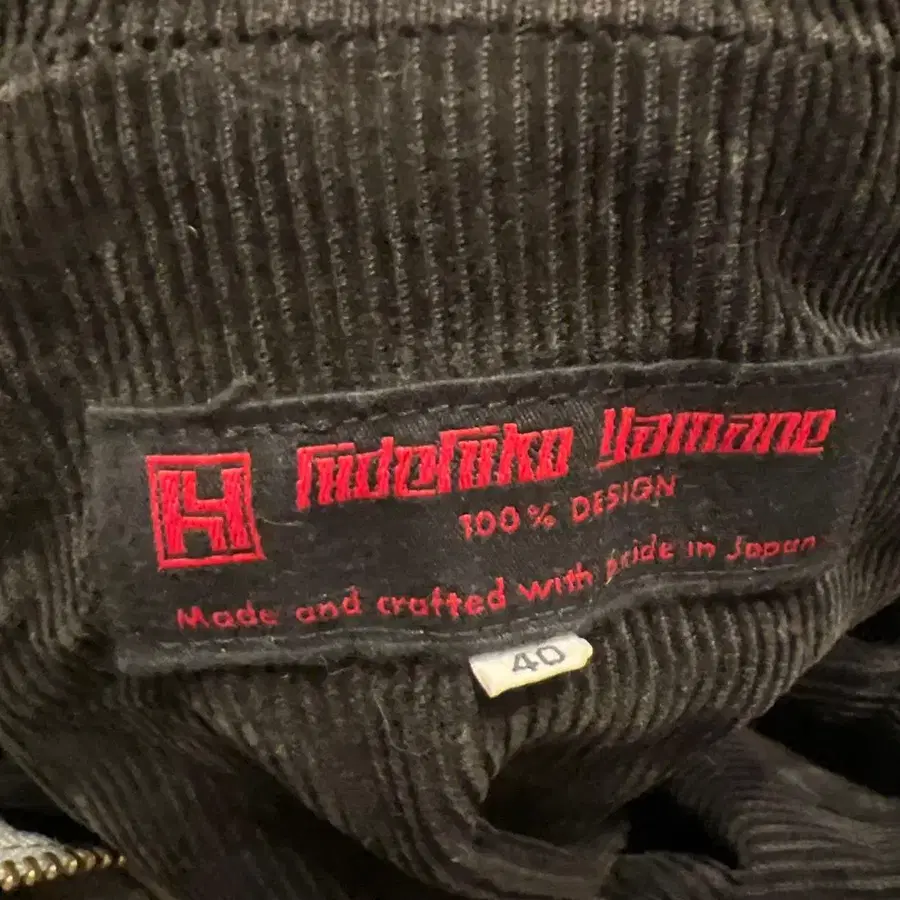 H Hidehiko Yamane
100% DESIGN
Made and crafted with pride in Japan
40